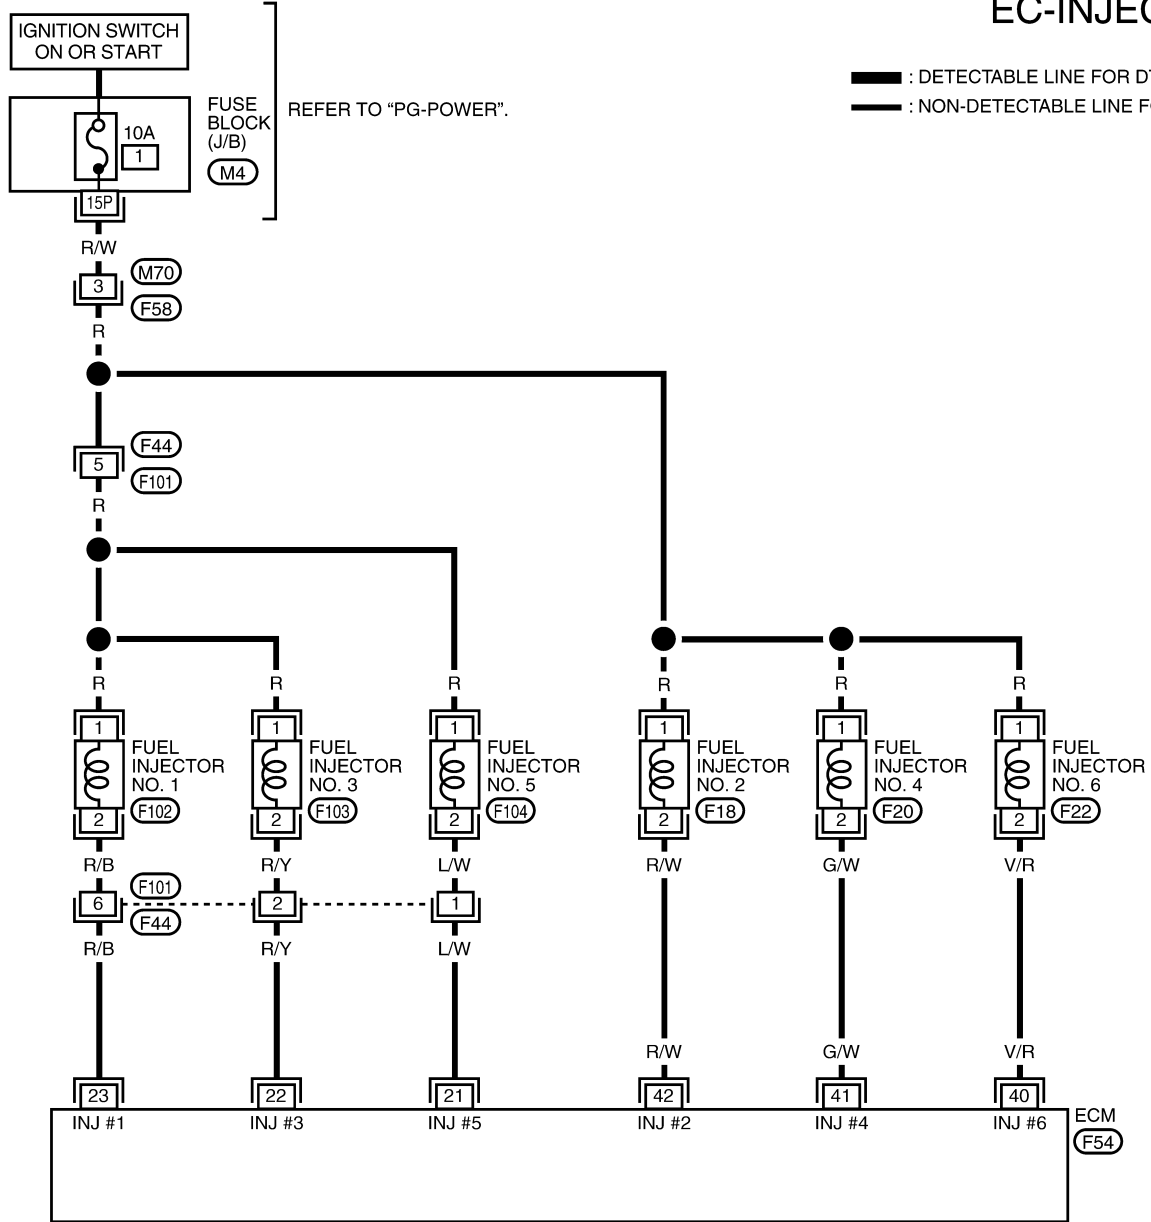 EC-INJEC
IGNITION SWITCH
ON OR START
: DETECTABLE LINE FOR DT
: NON-DETECTABLE LINE FO
FUSE
BLOCK
(J/B)
REFER TO “PG-POWER”.
10A
1
M4
15P
R/W
M70
3
F58
R
F44
5
F101
R
R
R
R
R
R
R
1
1
1
1
1
1
FUEL
INJECTOR
NO. 1
F102
FUEL
INJECTOR
NO. 3
F103
FUEL
INJECTOR
NO. 5
F104
FUEL
INJECTOR
NO. 2
F18
FUEL
INJECTOR
NO. 4
F20
FUEL
INJECTOR
NO. 6
F22
2
2
2
2
2
2
R/B
R/Y
L/W
R/W
G/W
V/R
F101
6
2
1
F44
R/B
R/Y
L/W
R/W
G/W
V/R
23
22
21
42
41
40
INJ #1
INJ #3
INJ #5
INJ #2
INJ #4
INJ #6
ECM
F54